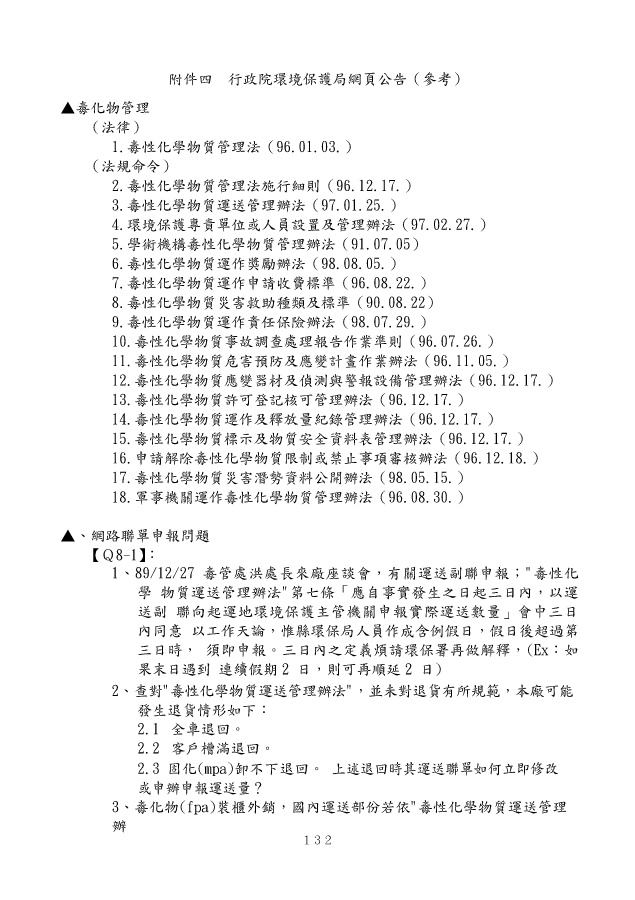 附件四　行政院環境保護局網頁公告（參考）
▲毒化物管理
（法律）
1.毒性化學物質管理法（96.01.03.）
（法規命令）
2.毒性化學物質管理法施行細則（96.12.17.）
3.毒性化學物質運送管理辦法（97.01.25.）
4.環境保護專責單位或人員設置及管理辦法（97.02.27.）
5.學術機構毒性化學物質管理辦法（91.07.05）
6.毒性化學物質運作獎勵辦法（98.08.05.）
7.毒性化學物質運作申請收費標準（96.08.22.）
8.毒性化學物質災害救助種類及標準（90.08.22）
9.毒性化學物質運作責任保險辦法（98.07.29.）
10.毒性化學物質事故調查處理報告作業準則（96.07.26.）
11.毒性化學物質危害預防及應變計畫作業辦法（96.11.05.）
12.毒性化學物質應變器材及偵測與警報設備管理辦法（96.12.17.）
13.毒性化學物質許可登記核可管理辦法（96.12.17.）
14.毒性化學物質運作及釋放量紀錄管理辦法（96.12.17.）
15.毒性化學物質標示及物質安全資料表管理辦法（96.12.17.）
16.申請解除毒性化學物質限制或禁止事項審核辦法（96.12.18.）
17.毒性化學物質災害潛勢資料公開辦法（98.05.15.）
18.軍事機關運作毒性化學物質管理辦法（96.08.30.）
▲、網路聯單申報問題
【Q8-1】：
1、89/12/27 毒管處洪處長來廠座談會，有關運送副聯申報；"毒性化
學 物質運送管理辦法"第七條「應自事實發生之日起三日內，以運
送副 聯向起運地環境保護主管機關申報實際運送數量」會中三日
內同意 以工作天論，惟縣環保局人員作成含例假日，假日後超過第
三日時， 須即申報。三日內之定義煩請環保署再做解釋，(Ex：如
果末日遇到 連續假期 2 日，則可再順延 2 日)
2、查對"毒性化學物質運送管理辦法"，並未對退貨有所規範，本廠可能
發生退貨情形如下：
2.1 全車退回。
2.2 客戶槽滿退回。
2.3 固化(mpa)卸不下退回。 上述退回時其運送聯單如何立即修改
或申辦申報運送量？
3、毒化物(fpa)裝櫃外銷，國內運送部份若依"毒性化學物質運送管理
辦
132